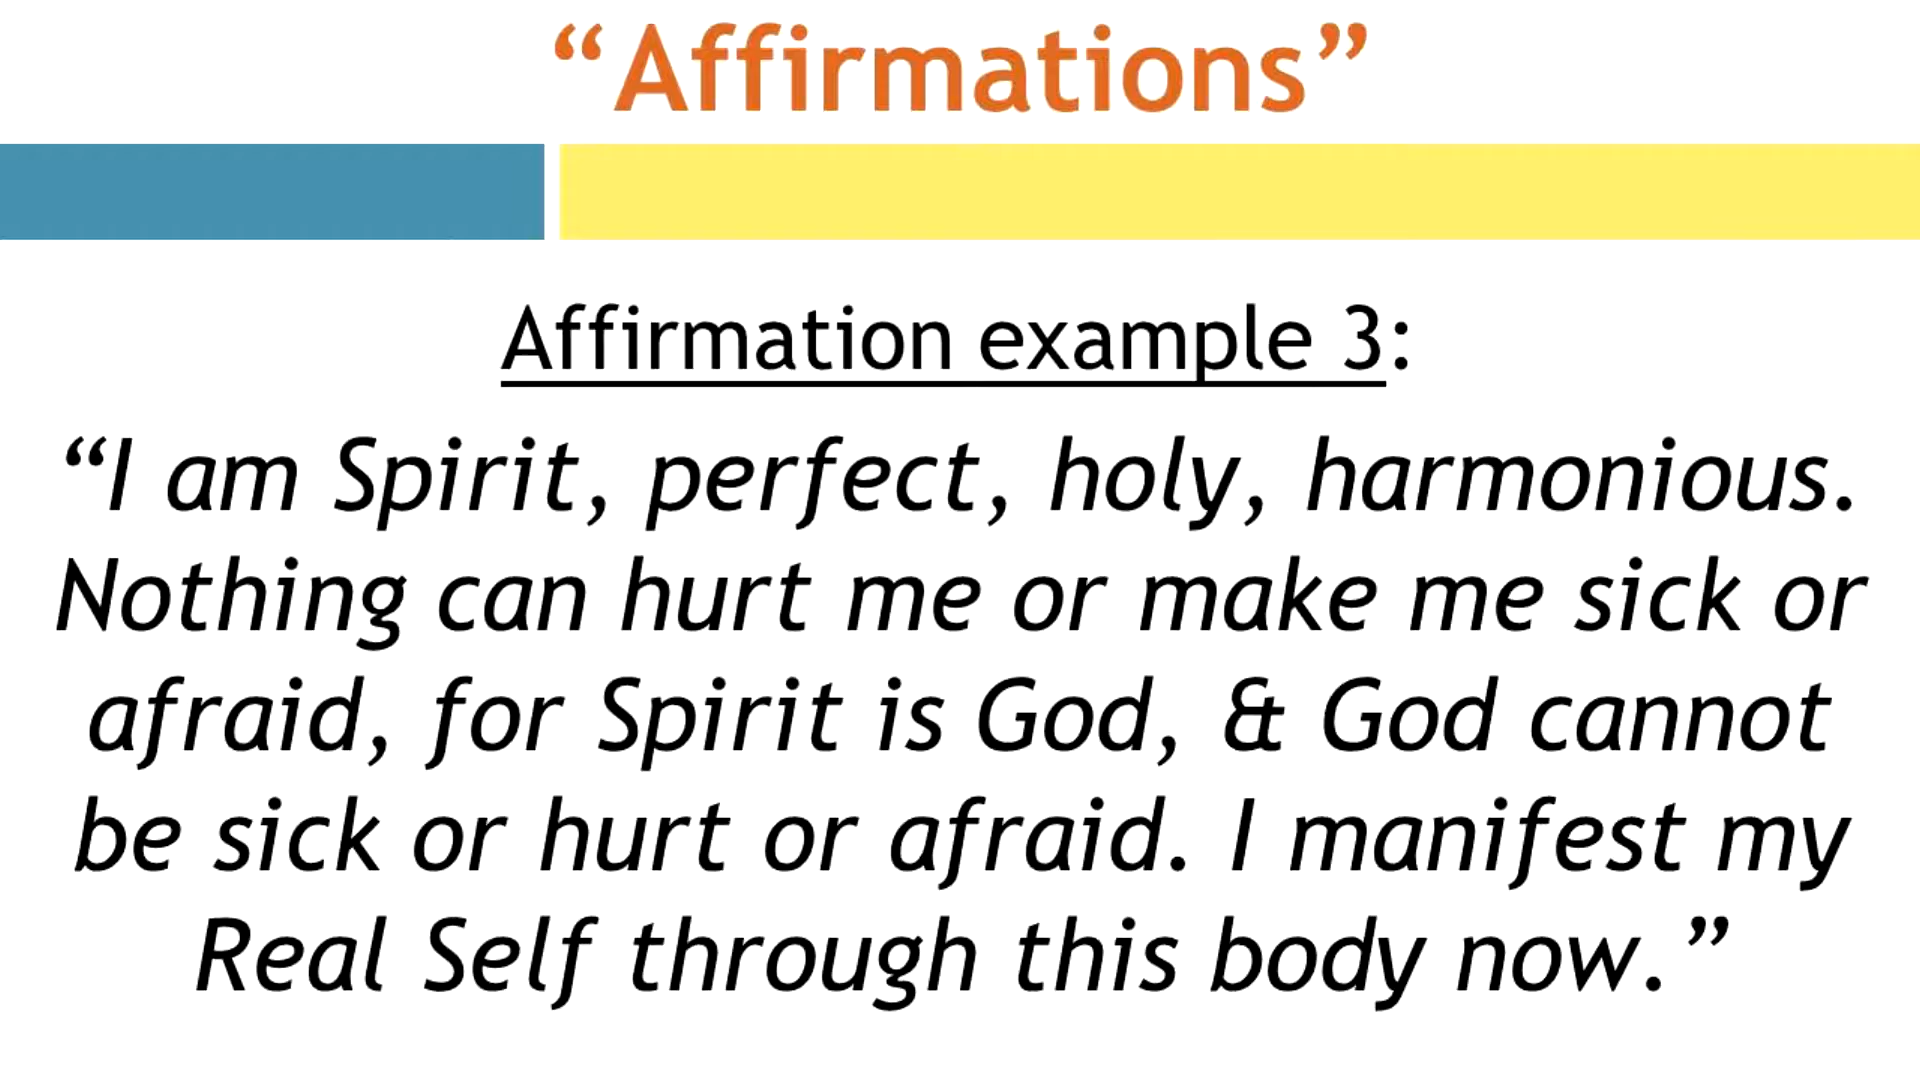 “Affirmations”
Affirmation example 3:
“I am Spirit, perfect, holy, harmonious.
Nothing can hurt me or make me sick or
afraid, for Spirit is God, & God cannot
be sick or hurt or afraid. I manifest my
Real Self through this body now.”